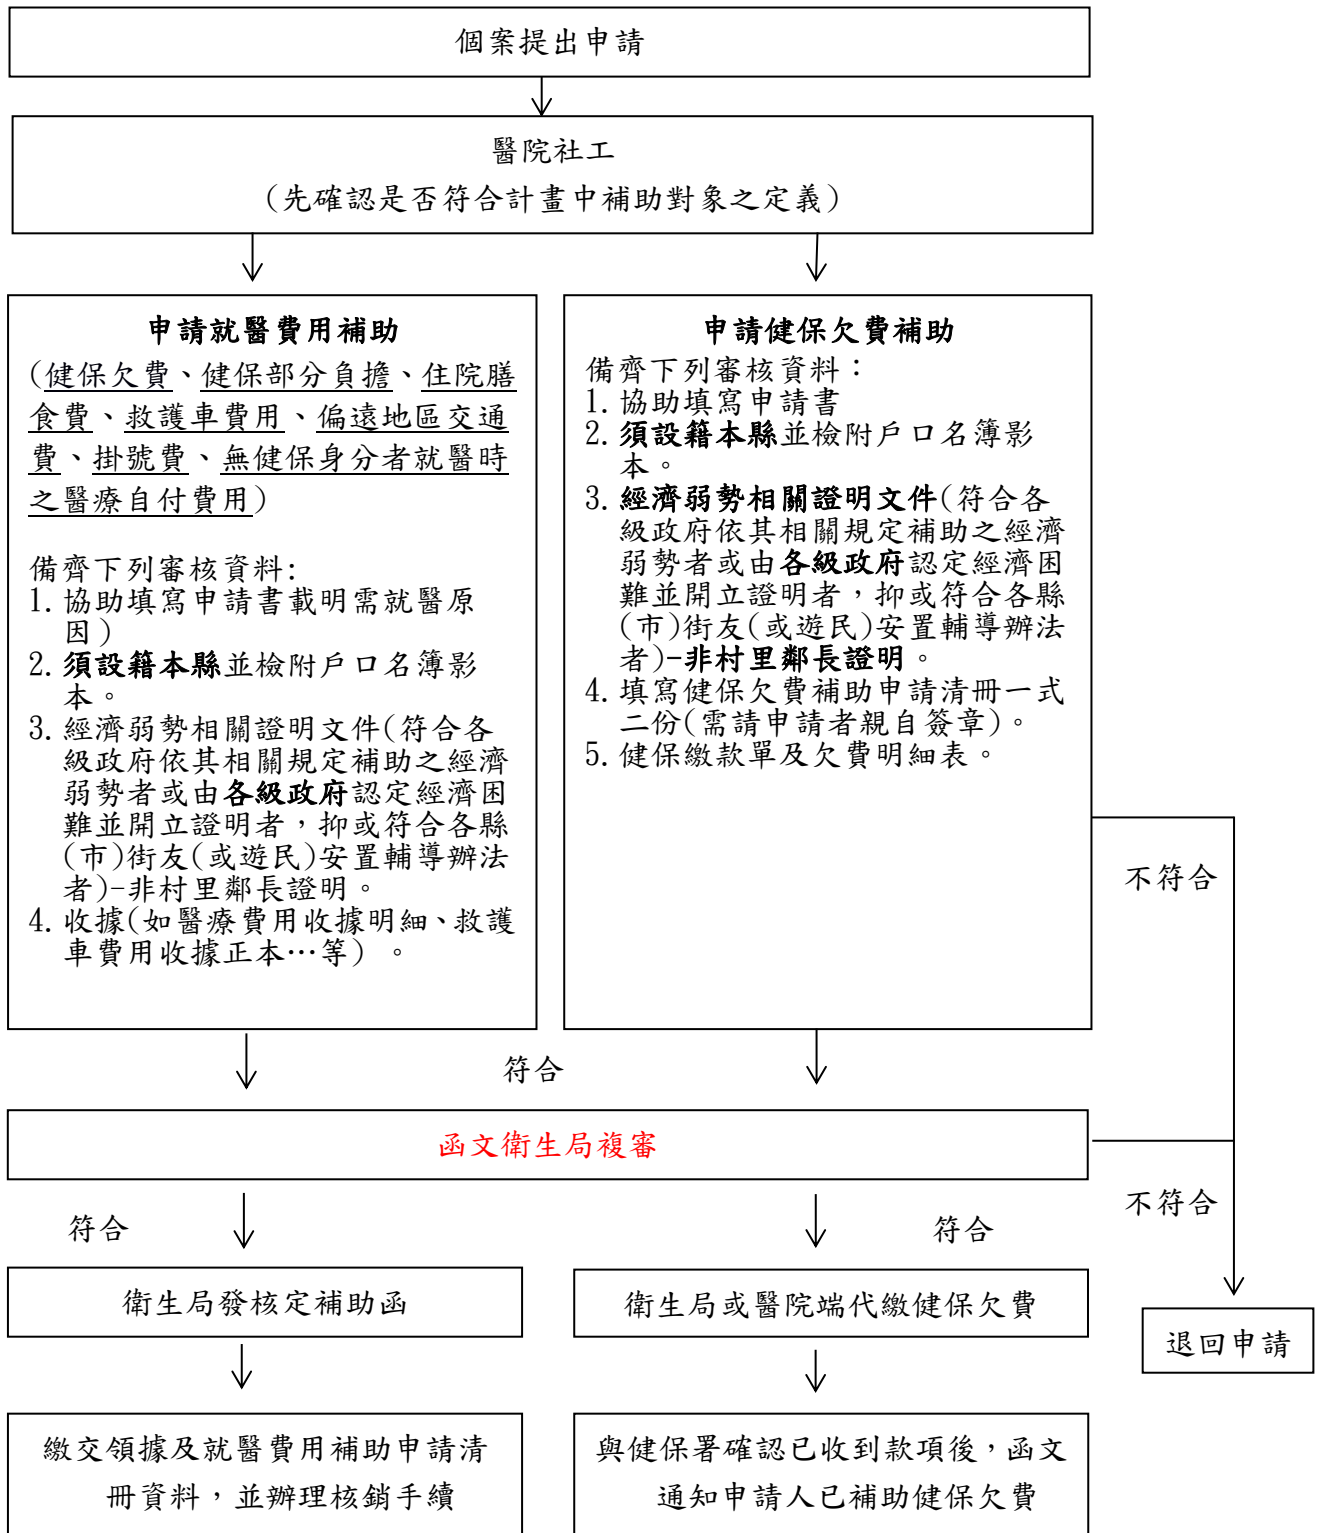 個案提出申請
醫院社工
(先確認是否符合計畫中補助對象之定義)
申請就醫費用補助
(健保欠費、健保部分負擔、住院膳
食費、救護車費用、偏遠地區交通
費、掛號費、無健保身分者就醫時
之醫療自付費用)
備齊下列審核資料:
1.協助填寫申請書載明需就醫原
因)
2.須設籍本縣並檢附戶口名簿影
本。
3.經濟弱勢相關證明文件(符合各
級政府依其相關規定補助之經濟
弱勢者或由各級政府認定經濟困
難並開立證明者，抑或符合各縣
(市)街友(或遊民)安置輔導辦法
者)-非村里鄰長證明。
4.收據(如醫療費用收據明細、救護
車費用收據正本…等) 。
申請健保欠費補助
備齊下列審核資料：
1.協助填寫申請書
2.須設籍本縣並檢附戶口名簿影
本。
3.經濟弱勢相關證明文件(符合各
級政府依其相關規定補助之經濟
弱勢者或由各級政府認定經濟困
難並開立證明者，抑或符合各縣
(市)街友(或遊民)安置輔導辦法
者)-非村里鄰長證明。
4.填寫健保欠費補助申請清冊一式
二份(需請申請者親自簽章)。
5.健保繳款單及欠費明細表。
不符合
符合
函文衛生局複審
不符合
符合
符合
衛生局發核定補助函
衛生局或醫院端代繳健保欠費
退回申請
繳交領據及就醫費用補助申請清
冊資料，並辦理核銷手續
與健保署確認已收到款項後，函文
通知申請人已補助健保欠費